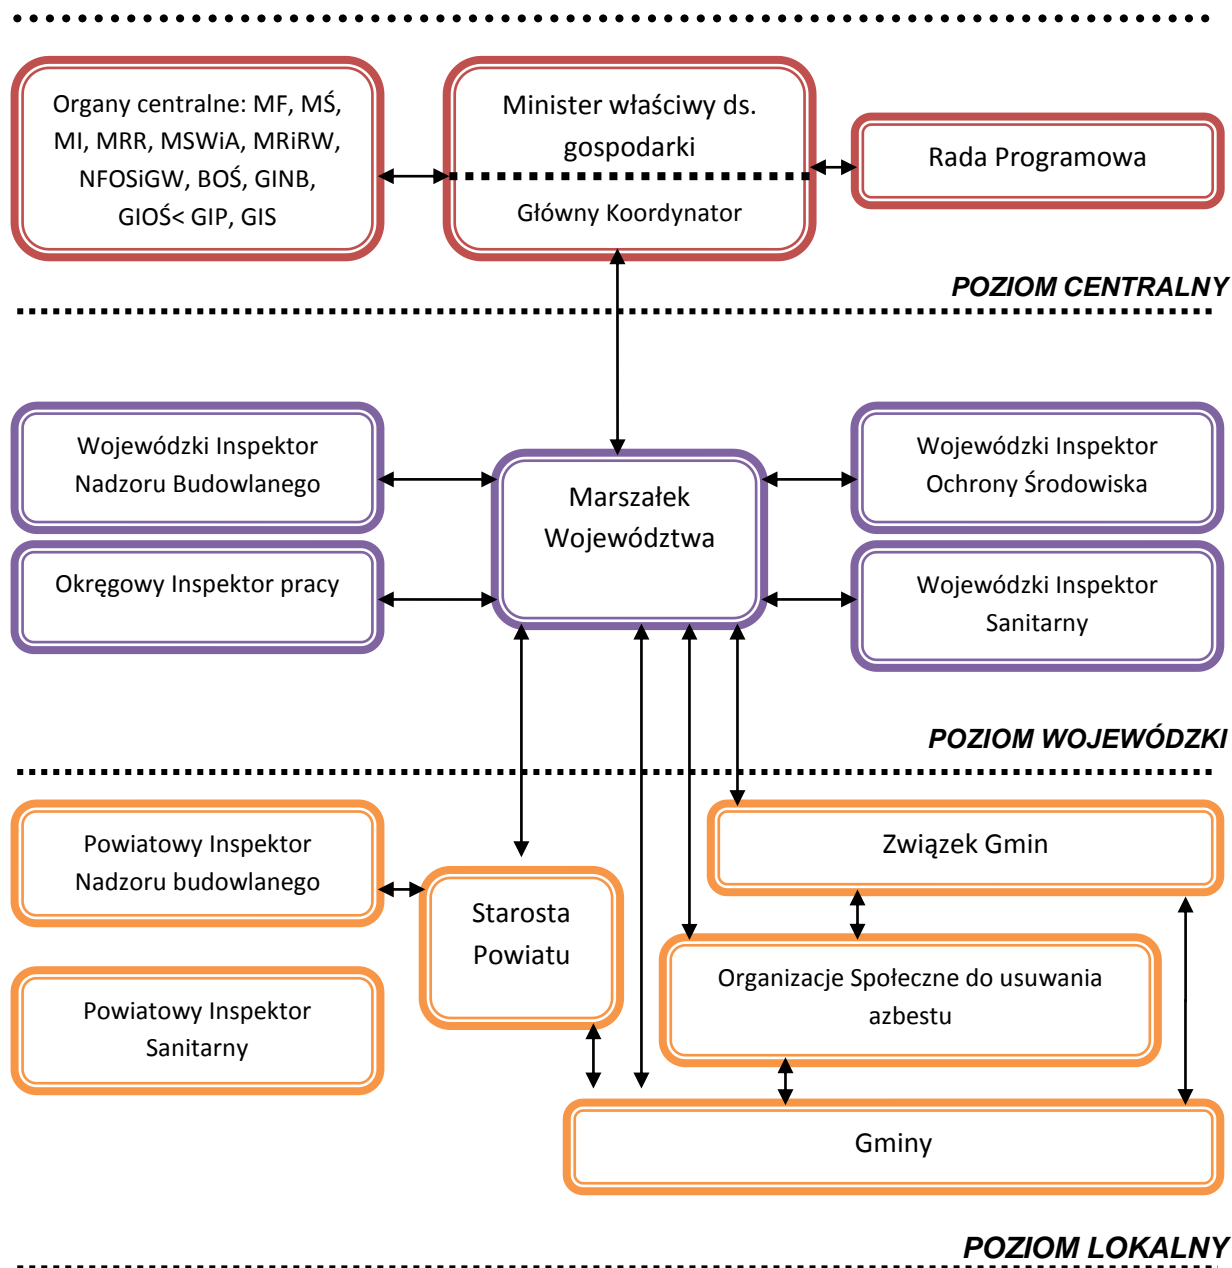 Organy centralne: MF, MŚ,
MI, MRR, MSWiA, MRiRW,
NFOSiGW, BOŚ, GINB,
GIOŚ< GIP, GIS
Minister właściwy ds.
gospodarki
Główny Koordynator
Rada Programowa
POZIOM CENTRALNY
Wojewódzki Inspektor
Nadzoru Budowlanego
Okręgowy Inspektor pracy
Marszałek
Województwa
Wojewódzki Inspektor
Ochrony Środowiska
Wojewódzki Inspektor
Sanitarny
POZIOM WOJEWÓDZKI
Powiatowy Inspektor
Nadzoru budowlanego
Powiatowy Inspektor
Sanitarny
Starosta
Powiatu
Związek Gmin
Organizacje Społeczne do usuwania
azbestu
Gminy
POZIOM LOKALNY